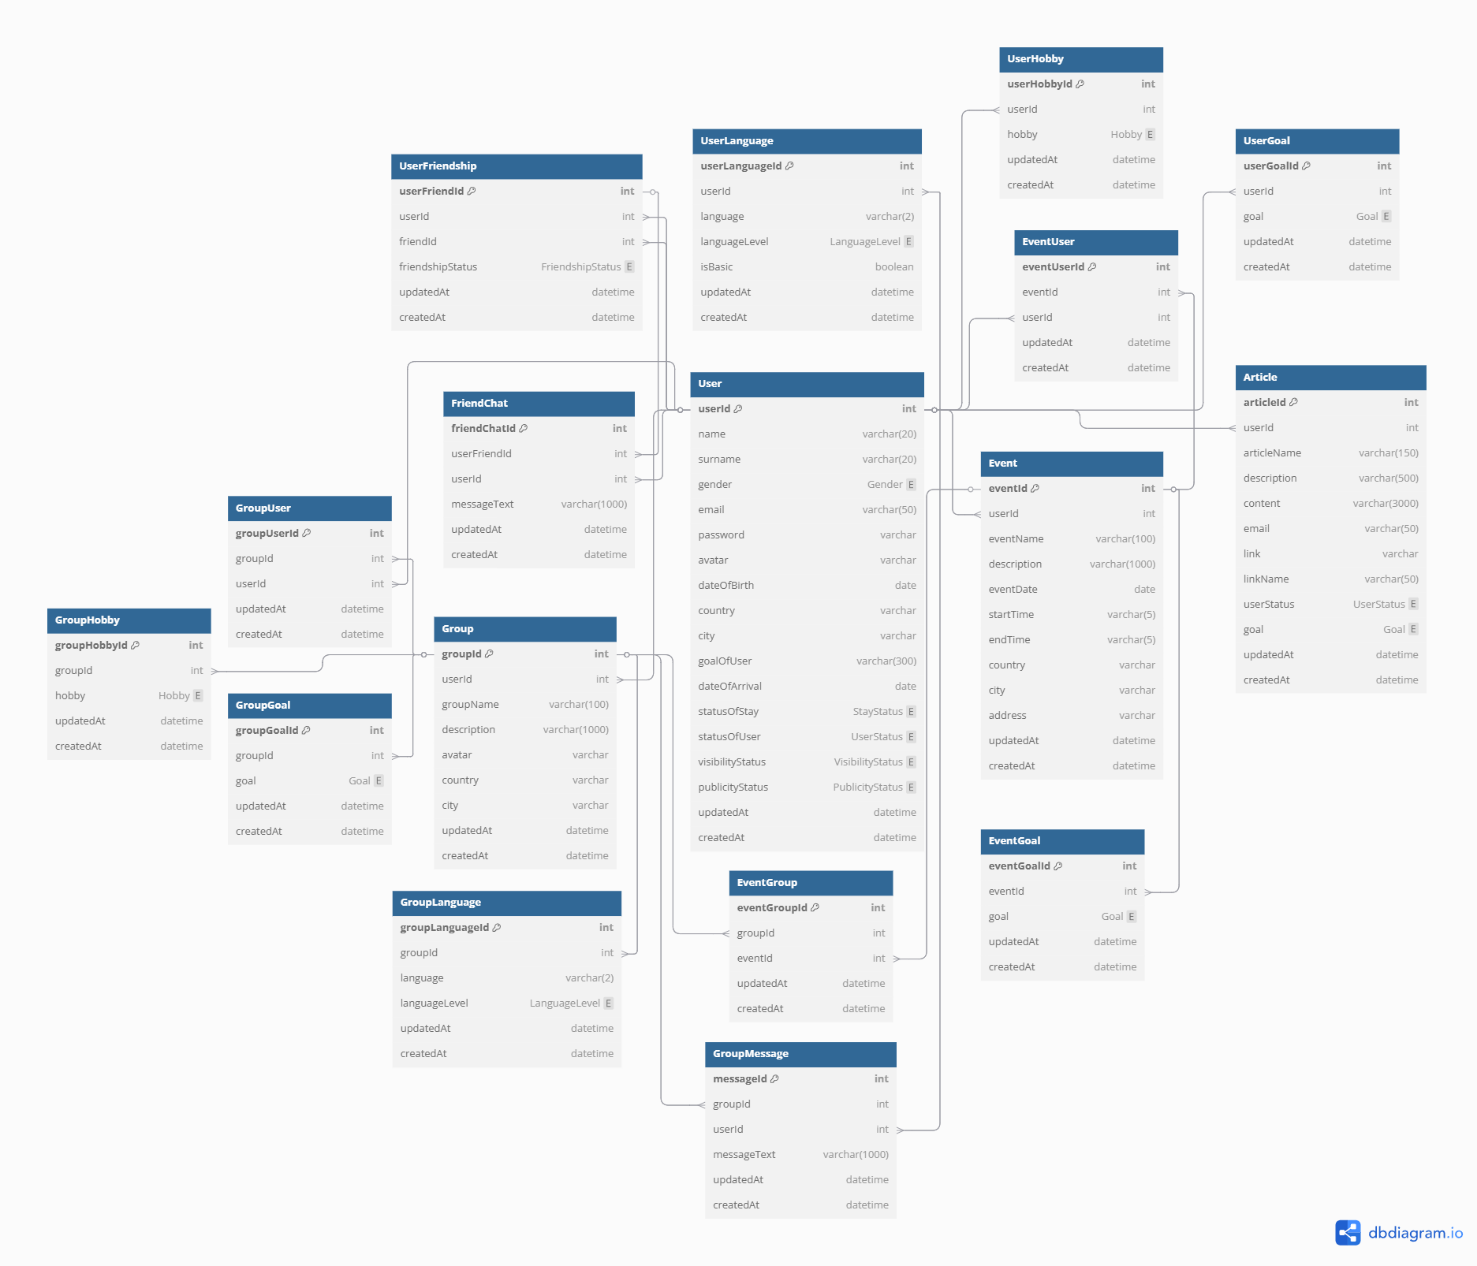 UserHobby
userHobbyId int
userId int
hobby Hobby E
updatedAt datetime
createdAt datetime
UserLanguage
userLanguageId int
userId int
language varchar(2)
languageLevel LanguageLevel E
isBasic boolean
updatedAt datetime
createdAt datetime
UserGoal
userGoalId int
userId int
goal Goal E
updatedAt datetime
createdAt datetime
UserFriendship
userFriendId int
userId int
friendId int
friendshipStatus FriendshipStatus E
updatedAt datetime
createdAt datetime
EventUser
eventUserId int
eventId int
userId int
updatedAt datetime
createdAt datetime
Article
articleId int
userId int
articleName varchar(150)
description varchar(500)
content varchar(3000)
email varchar(50)
link varchar
linkName varchar(50)
userStatus UserStatus E
goal Goal E
updatedAt datetime
createdAt datetime
User
userId int
name varchar(20)
surname varchar(20)
gender Gender E
email varchar(50)
password varchar
avatar varchar
dateOfBirth date
country varchar
city varchar
goalOfUser varchar(300)
dateOfArrival date
statusOfStay StayStatus E
statusOfUser UserStatus E
visibilityStatus VisibilityStatus E
publicityStatus PublicityStatus E
updatedAt datetime
createdAt datetime
FriendChat
friendChatId int
userFriendId int
userId int
messageText varchar(1000)
updatedAt datetime
createdAt datetime
Event
eventId int
userId int
eventName varchar(100)
description varchar(1000)
eventDate date
startTime varchar(5)
endTime varchar(5)
country varchar
city varchar
address varchar
updatedAt datetime
createdAt datetime
GroupUser
groupUserId int
groupId int
userId int
updatedAt datetime
createdAt datetime
GroupHobby
groupHobbyId int
groupId int
hobby Hobby E
updatedAt datetime
createdAt datetime
Group
groupId int
userId int
groupName varchar(100)
description varchar(1000)
avatar varchar
country varchar
city varchar
updatedAt datetime
createdAt datetime
GroupGoal
groupGoalId int
groupId int
goal Goal E
updatedAt datetime
createdAt datetime
EventGoal
eventGoalId int
eventId int
goal Goal E
updatedAt datetime
createdAt datetime
EventGroup
eventGroupId int
groupId int
eventId int
updatedAt datetime
createdAt datetime
GroupLanguage
groupLanguageId int
groupId int
language varchar(2)
languageLevel LanguageLevel E
updatedAt datetime
createdAt datetime
GroupMessage
messageId int
groupId int
userId int
messageText varchar(1000)
updatedAt datetime
createdAt datetime
dbdiagram.io